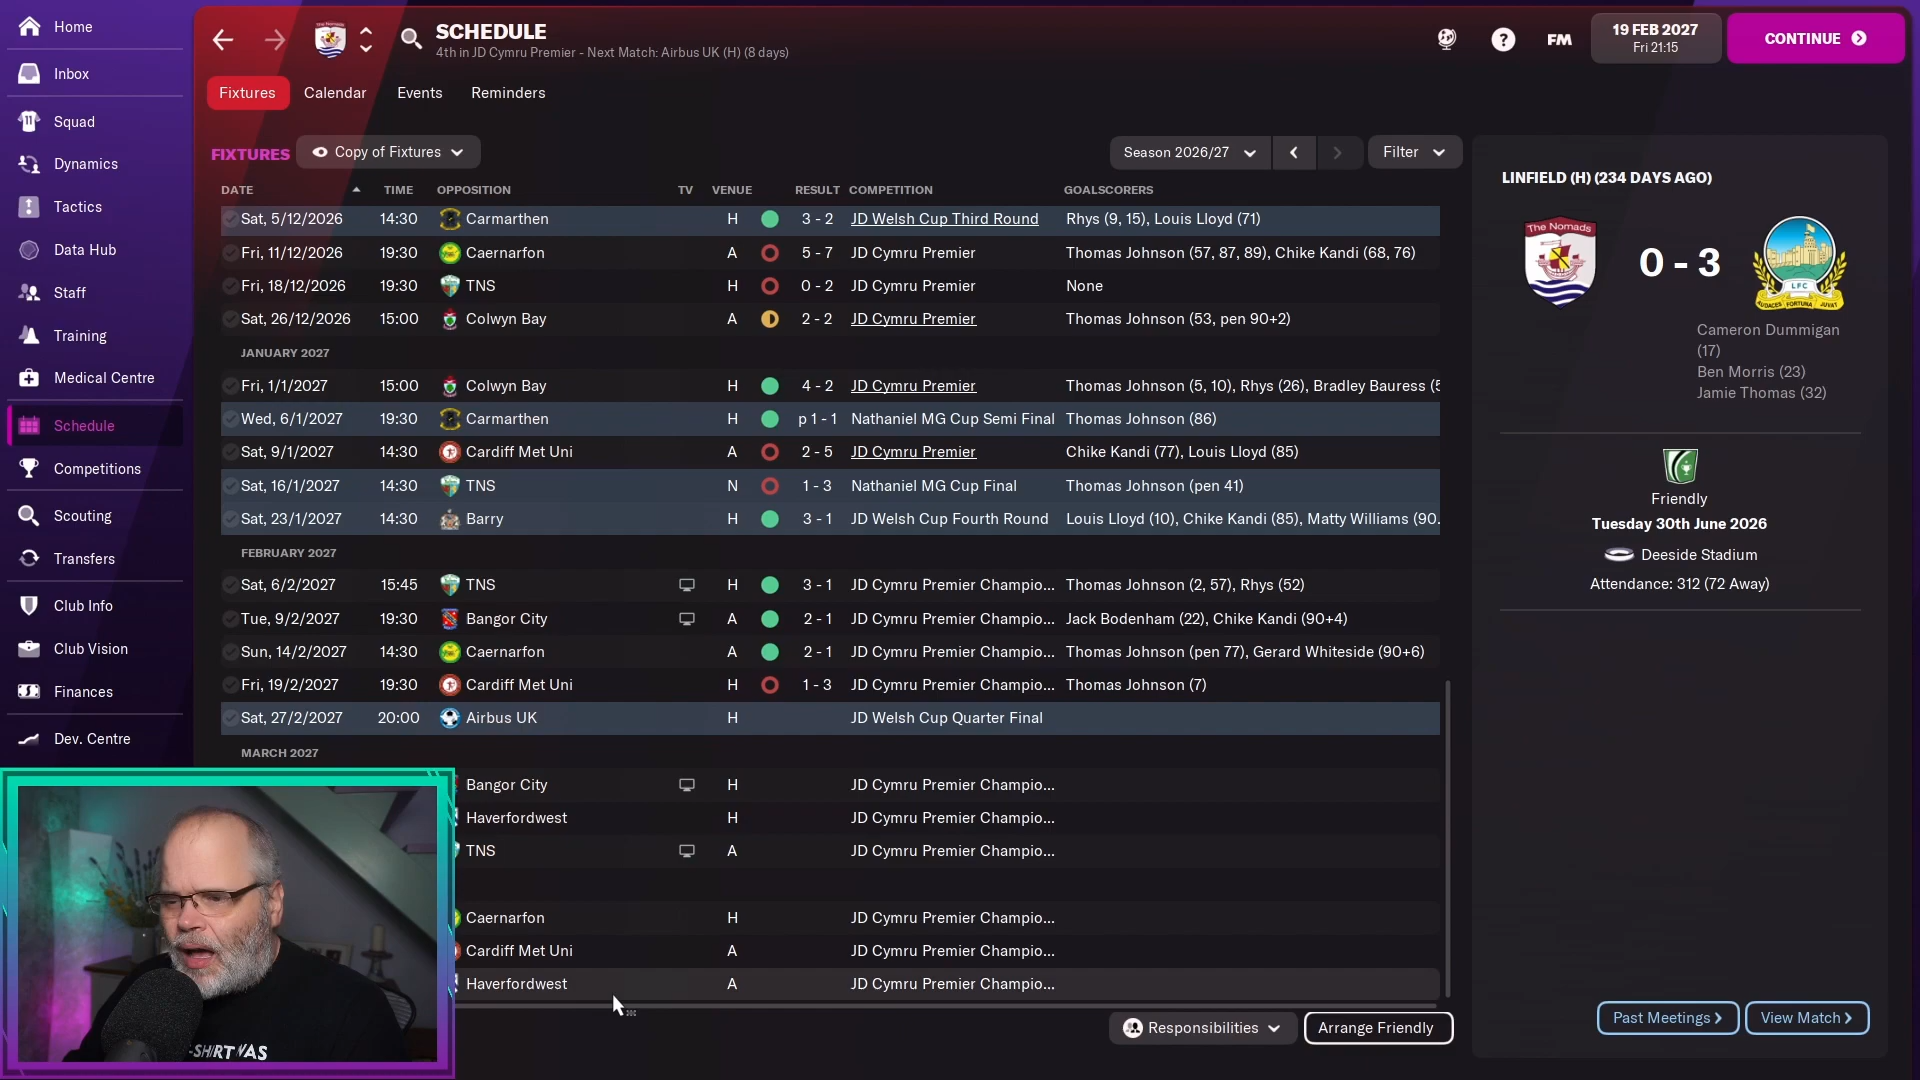 Home
Inbox
Squad
Dynamics
Tactics
Data Hub
Staff
Training
Medical Centre
Schedule
Competitions
Scouting
Transfers
Club Info
Club Vision
Finances
Dev. Centre
The Nomads
SCHEDULE
4th in JD Cymru Premier - Next Match: Airbus UK (H) (8 days)
FM
19 FEB 2027
Fri 21:15
CONTINUE
Fixtures Calendar Events Reminders
FIXTURES Copy of Fixtures Season 2026/27 Filter
DATE TIME OPPOSITION TV VENUE RESULT COMPETITION GOALSCORERS
Sat, 5/12/2026 14:30 Carmarthen H 3 - 2 JD Welsh Cup Third Round Rhys (9, 15), Louis Lloyd (71)
Fri, 11/12/2026 19:30 Caernarfon A 5 - 7 JD Cymru Premier Thomas Johnson (57, 87, 89), Chike Kandi (68, 76)
Fri, 18/12/2026 19:30 TNS H 0 - 2 JD Cymru Premier None
Sat, 26/12/2026 15:00 Colwyn Bay A 2 - 2 JD Cymru Premier Thomas Johnson (53, pen 90+2)
JANUARY 2027
Fri, 1/1/2027 15:00 Colwyn Bay H 4 - 2 JD Cymru Premier Thomas Johnson (5, 10), Rhys (26), Bradley Bauress (5
Wed, 6/1/2027 19:30 Carmarthen H p 1 - 1 Nathaniel MG Cup Semi Final Thomas Johnson (86)
Sat, 9/1/2027 14:30 Cardiff Met Uni A 2 - 5 JD Cymru Premier Chike Kandi (77), Louis Lloyd (85)
Sat, 16/1/2027 14:30 TNS N 1 - 3 Nathaniel MG Cup Final Thomas Johnson (pen 41)
Sat, 23/1/2027 14:30 Barry H 3 - 1 JD Welsh Cup Fourth Round Louis Lloyd (10), Chike Kandi (85), Matty Williams (90.
FEBRUARY 2027
Sat, 6/2/2027 15:45 TNS H 3 - 1 JD Cymru Premier Champio... Thomas Johnson (2, 57), Rhys (52)
Tue, 9/2/2027 19:30 Bangor City A 2 - 1 JD Cymru Premier Champio... Jack Bodenham (22), Chike Kandi (90+4)
Sun, 14/2/2027 14:30 Caernarfon A 2 - 1 JD Cymru Premier Champio... Thomas Johnson (pen 77), Gerard Whiteside (90+6)
Fri, 19/2/2027 19:30 Cardiff Met Uni H 1 - 3 JD Cymru Premier Champio... Thomas Johnson (7)
Sat, 27/2/2027 20:00 Airbus UK H JD Welsh Cup Quarter Final
MARCH 2027
Bangor City H JD Cymru Premier Champio...
Haverfordwest H JD Cymru Premier Champio...
TNS A JD Cymru Premier Champio...
Caernarfon H JD Cymru Premier Champio...
Cardiff Met Uni A JD Cymru Premier Champio...
Haverfordwest A JD Cymru Premier Champio...
Responsibilities Arrange Friendly
LINFIELD (H) (234 DAYS AGO)
The Nomads
0 - 3
LFC
AUDACES FORTUNA JUVAT
Cameron Dummigan
(17)
Ben Morris (23)
Jamie Thomas (32)
Friendly
Tuesday 30th June 2026
Deeside Stadium
Attendance: 312 (72 Away)
Past Meetings View Match
-SHIRT